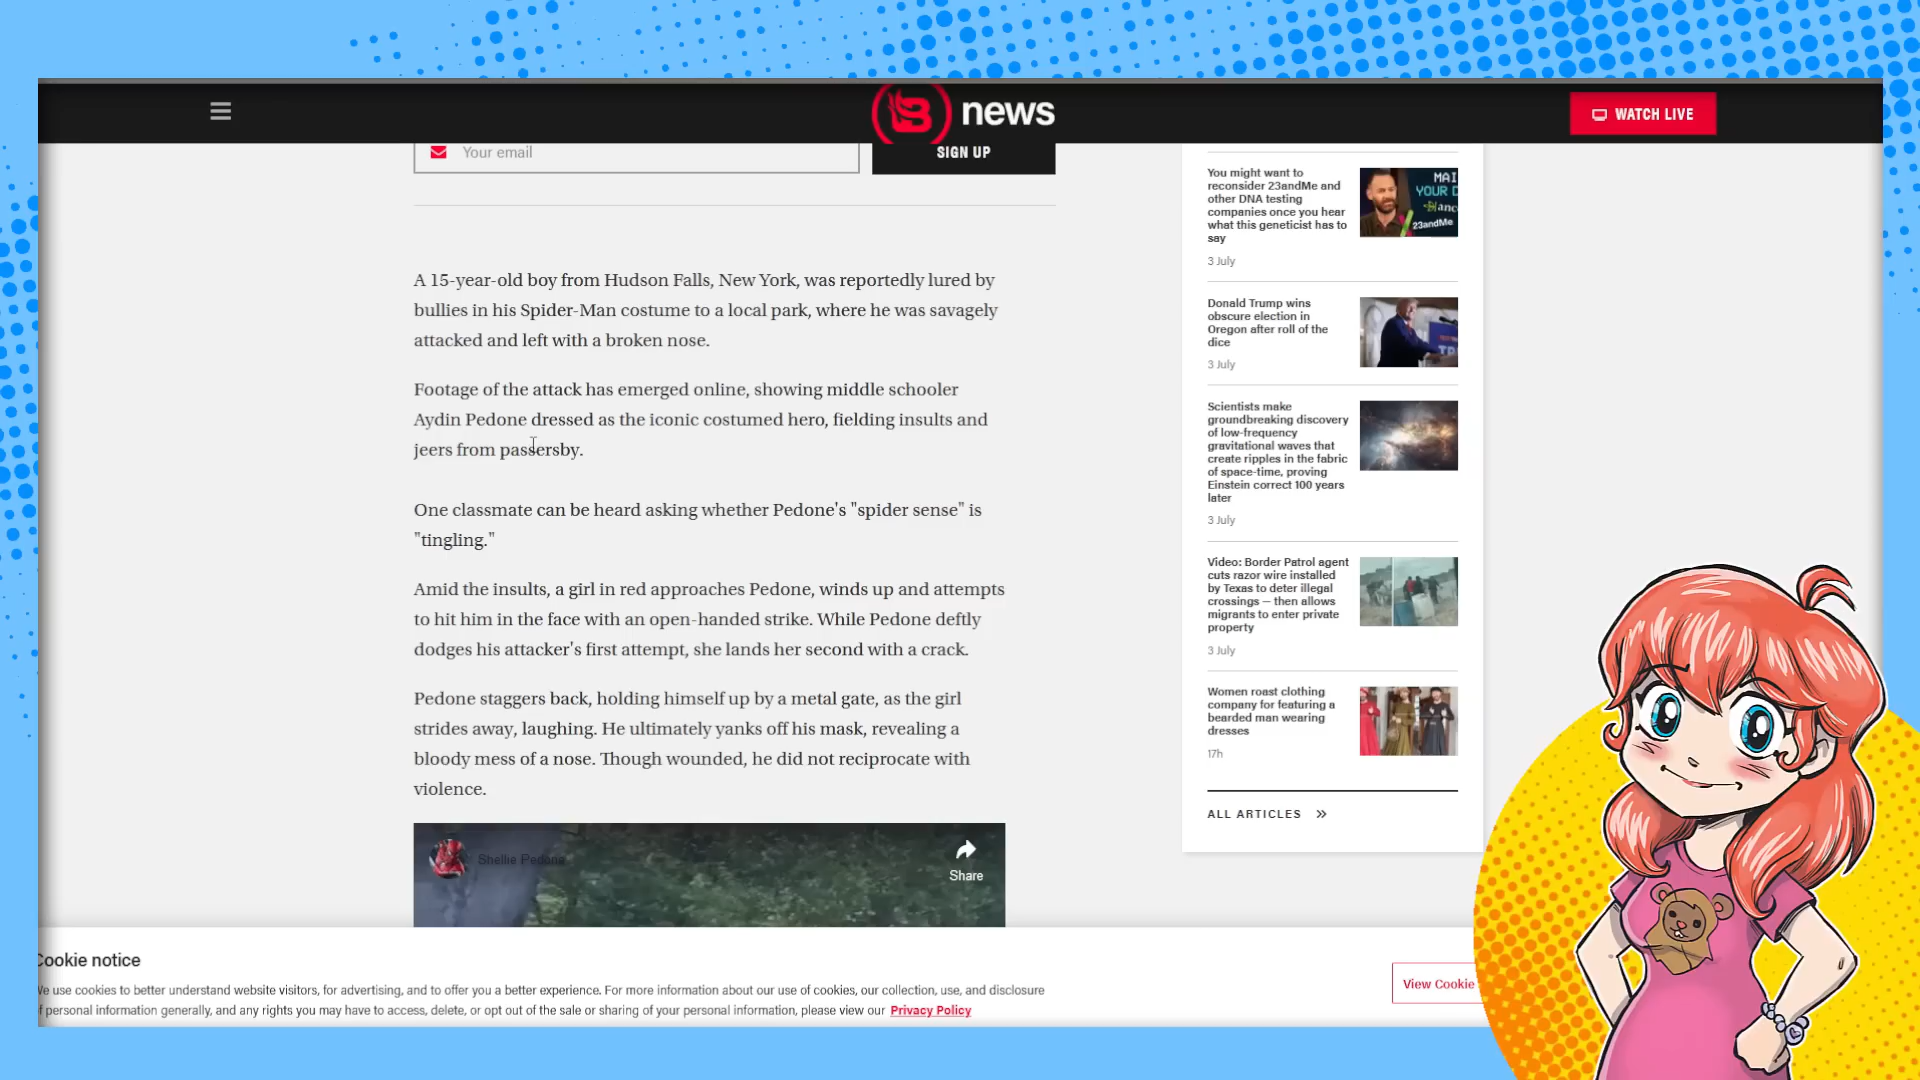 news
WATCH LIVE
Your email
SIGN UP
A 15-year-old boy from Hudson Falls, New York, was reportedly lured by
bullies in his Spider-Man costume to a local park, where he was savagely
attacked and left with a broken nose.
Footage of the attack has emerged online, showing middle schooler
Aydin Pedone dressed as the iconic costumed hero, fielding insults and
jeers from passersby.
One classmate can be heard asking whether Pedone's "spider sense" is
"tingling."
Amid the insults, a girl in red approaches Pedone, winds up and attempts
to hit him in the face with an open-handed strike. While Pedone deftly
dodges his attacker's first attempt, she lands her second with a crack.
Pedone staggers back, holding himself up by a metal gate, as the girl
strides away, laughing. He ultimately yanks off his mask, revealing a
bloody mess of a nose. Though wounded, he did not reciprocate with
violence.
Shellie Pedone
Share
You might want to
reconsider 23andMe and
other DNA testing
companies once you hear
what this geneticist has to
say
3 July
MAI
YOUR D
anc
23andMe
Donald Trump wins
obscure election in
Oregon after roll of the
dice
3 July
Scientists make
groundbreaking discovery
of low-frequency
gravitational waves that
create ripples in the fabric
of space-time, proving
Einstein correct 100 years
later
3 July
Video: Border Patrol agent
cuts razor wire installed
by Texas to deter illegal
crossings — then allows
migrants to enter private
property
3 July
Women roast clothing
company for featuring a
bearded man wearing
dresses
17h
ALL ARTICLES
Cookie notice
We use cookies to better understand website visitors, for advertising, and to offer you a better experience. For more information about our use of cookies, our collection, use, and disclosure
of personal information generally, and any rights you may have to access, delete, or opt out of the sale or sharing of your personal information, please view our Privacy Policy
View Cookie